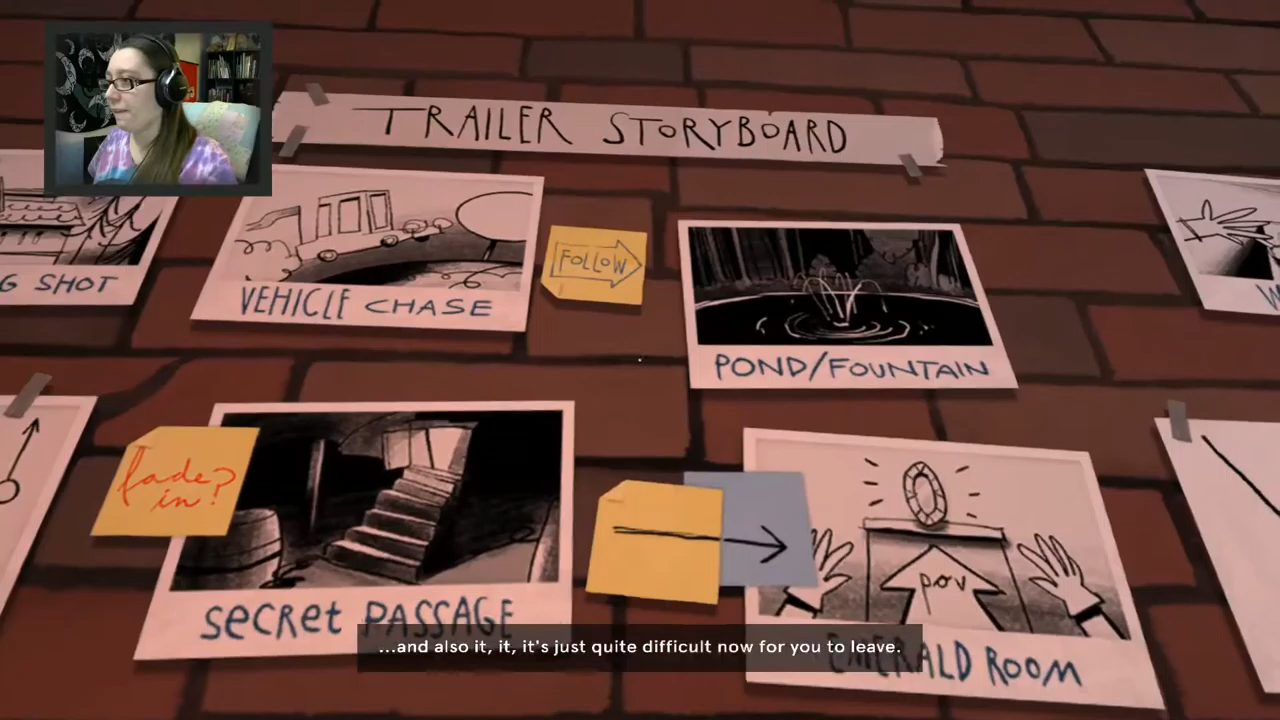 TRAILER STORYBOARD
G SHOT
VEHICLE CHASE
FOLLOW
POND/FOUNTAIN
fade in?
SECRET PASSAGE
POV
EMERALD ROOM
...and also it, it, it's just quite difficult now for you to leave.